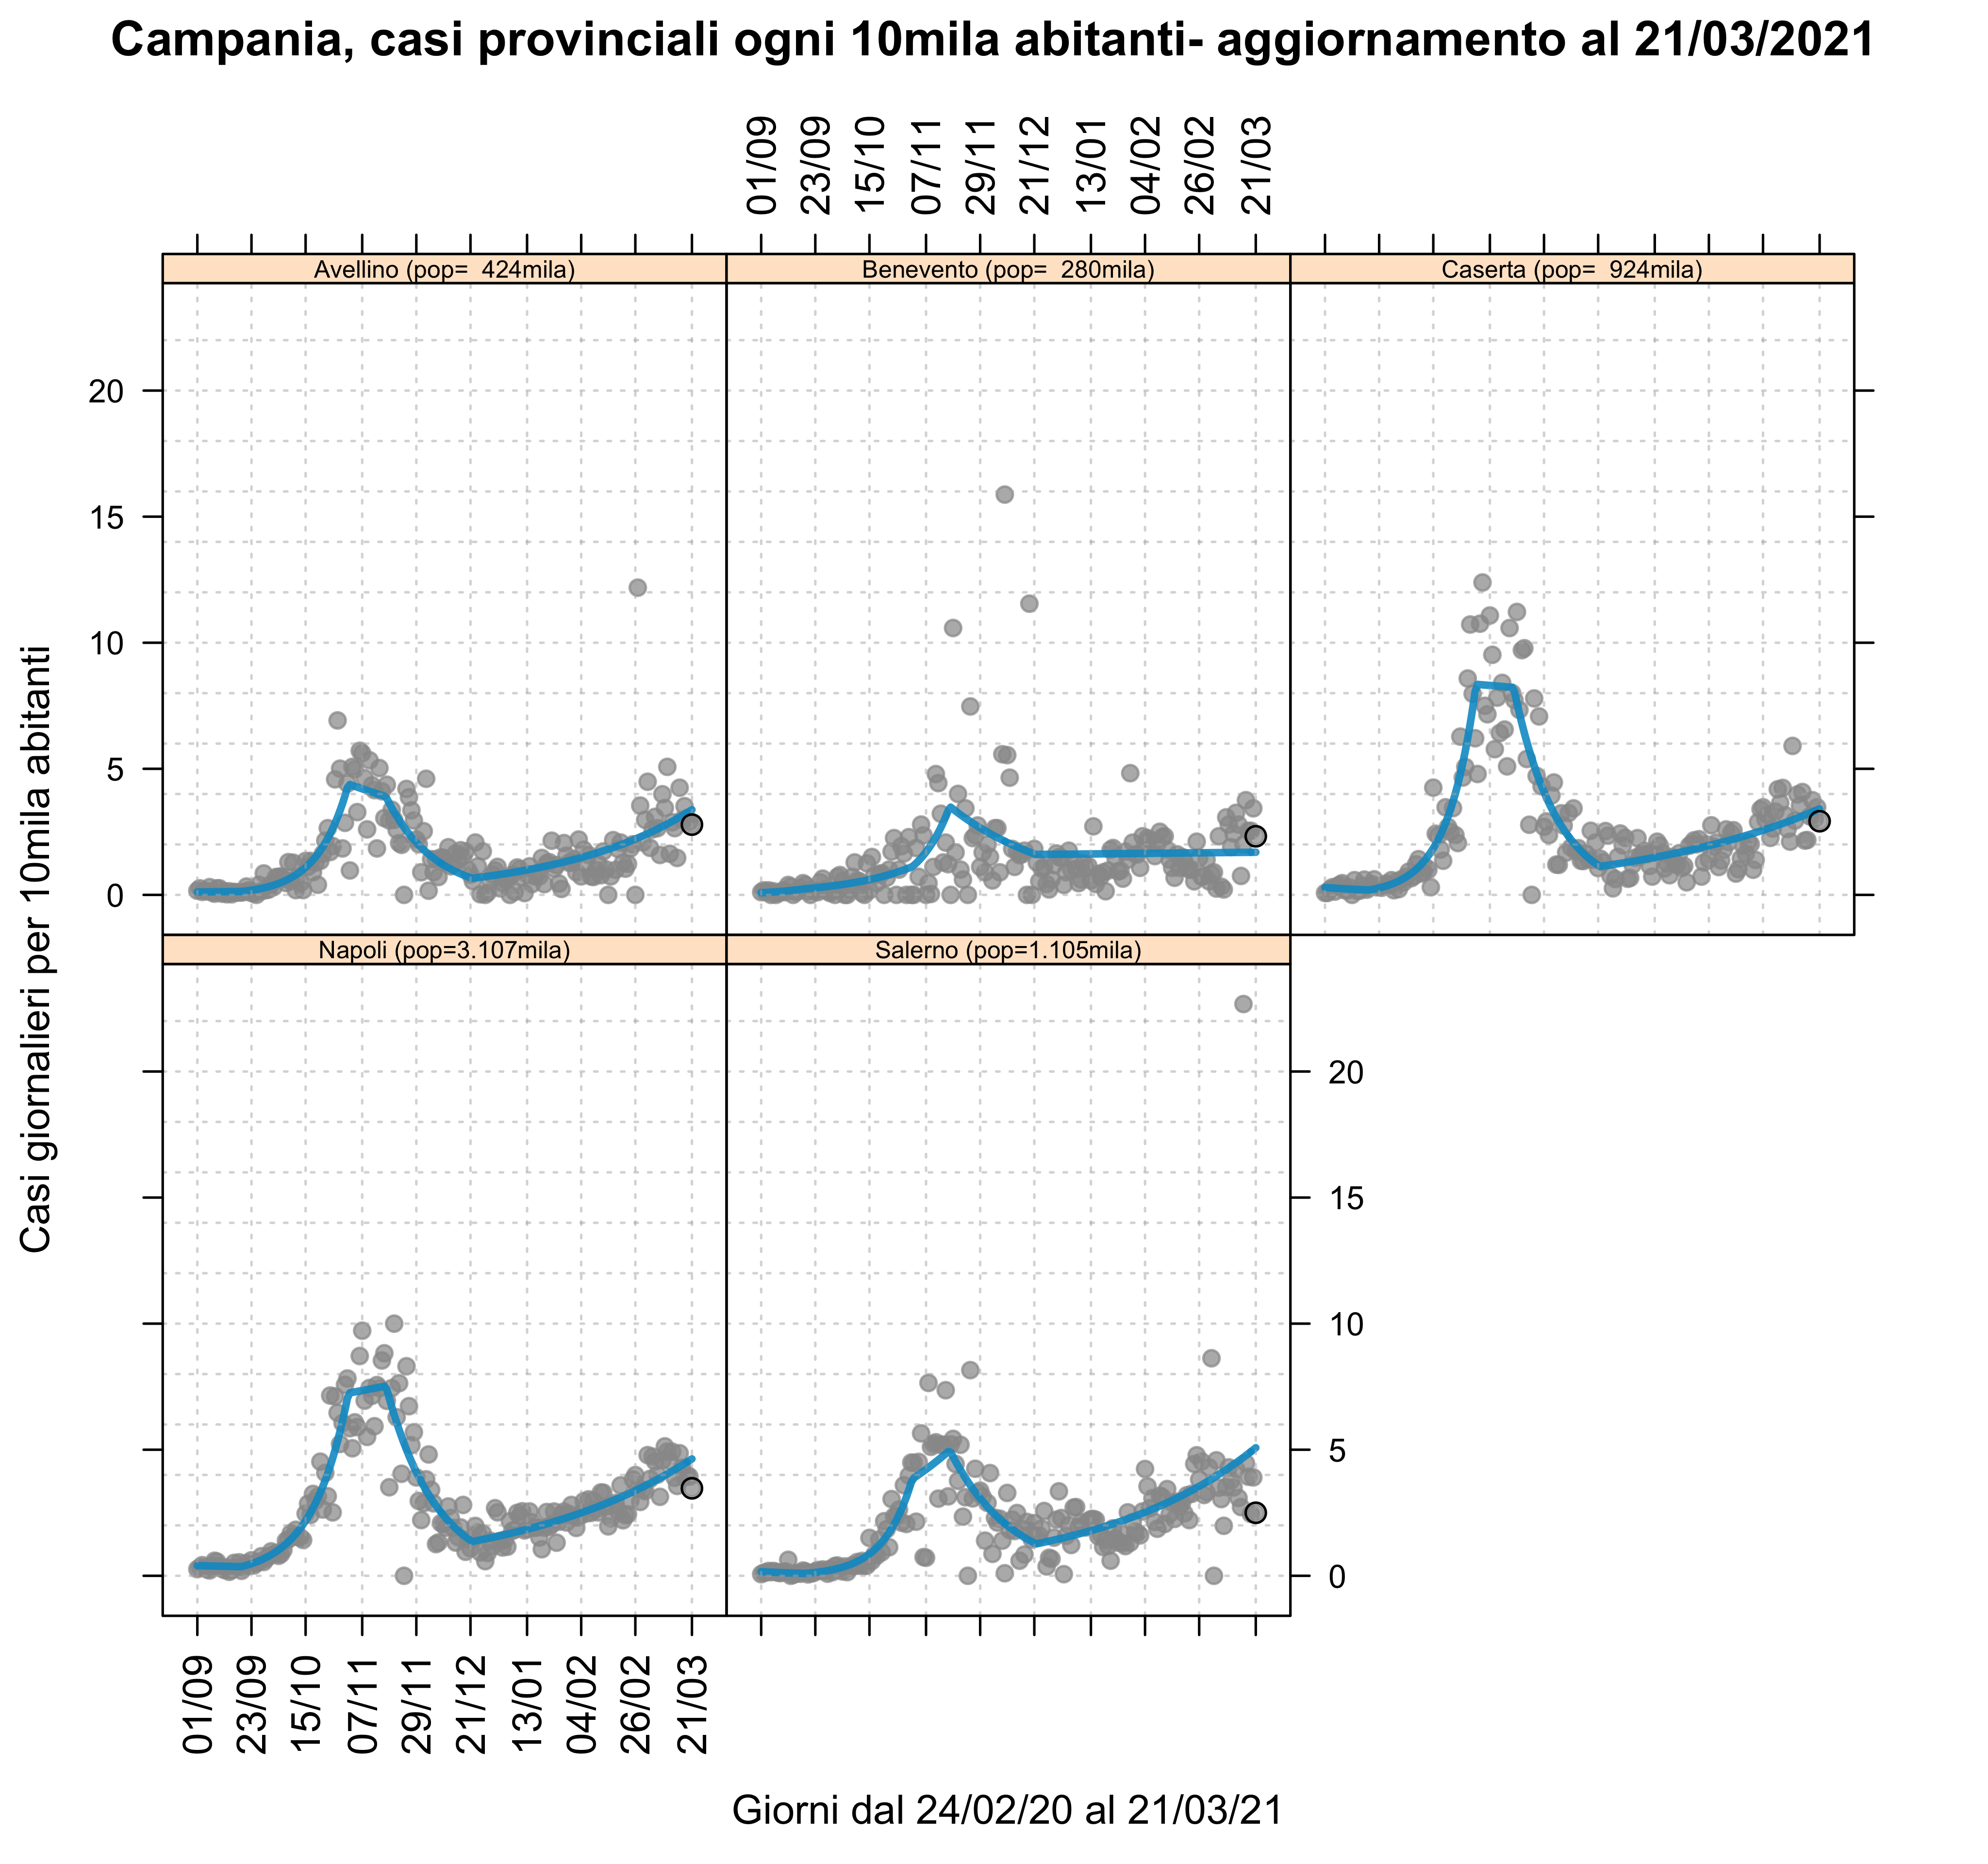 Campania, casi provinciali ogni 10mila abitanti- aggiornamento al 21/03/2021
01/09 23/09 15/10 07/11 29/11 21/12 13/01 04/02 26/02 21/03
Avellino (pop= 424mila)
Benevento (pop= 280mila)
Caserta (pop= 924mila)
20
15
10
5
0
Casi giornalieri per 10mila abitanti
Napoli (pop=3.107mila)
Salerno (pop=1.105mila)
20
15
10
5
0
01/09 23/09 15/10 07/11 29/11 21/12 13/01 04/02 26/02 21/03
Giorni dal 24/02/20 al 21/03/21